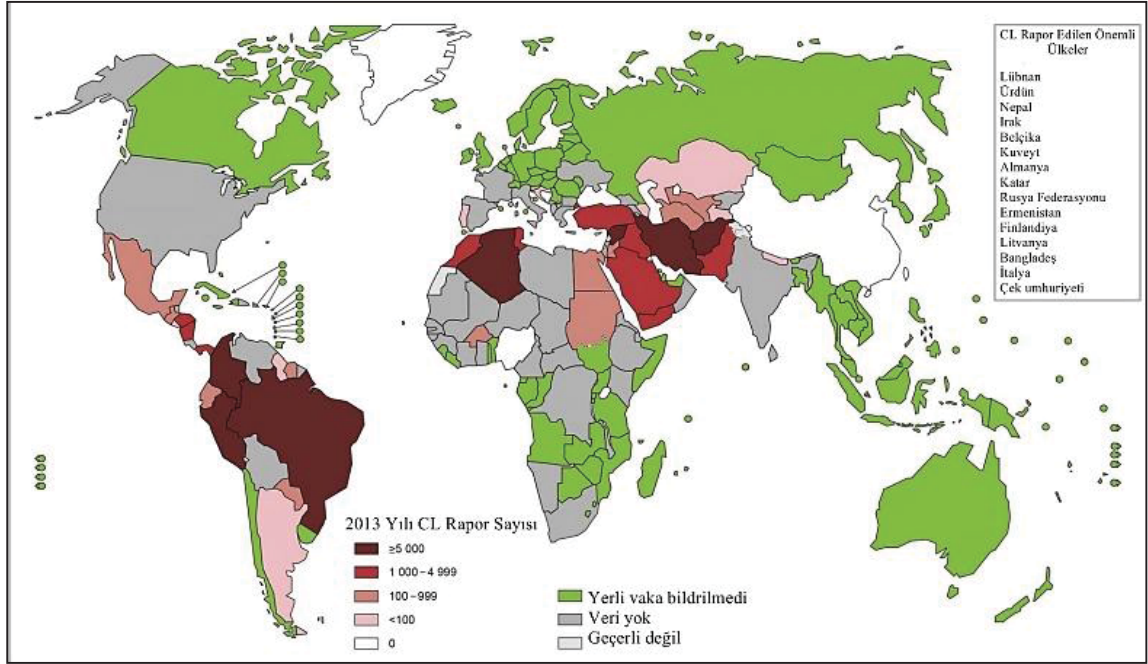 CL Rapor Edilen Önemli
Ülkeler
Lübnan
Ürdün
Nepal
Irak
Belçika
Kuveyt
Almanya
Katar
Rusya Federasyonu
Ermenistan
Finlandiya
Litvanya
Bangladeş
İtalya
Çek umhuriyeti
2013 Yılı CL Rapor Sayısı
≥5 000
1 000–4 999
100–999
<100
0
Yerli vaka bildrilmedi
Veri yok
Geçerli değil